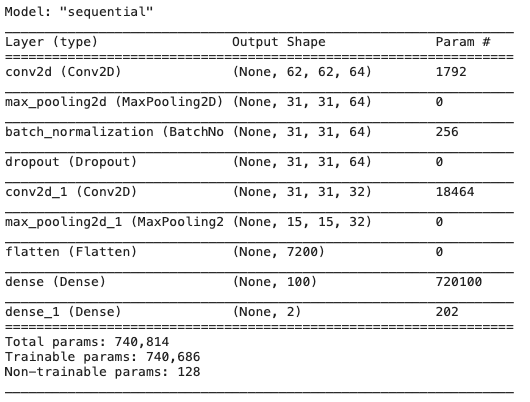 Model: "sequential"
Layer (type) Output Shape Param #
conv2d (Conv2D) (None, 62, 62, 64) 1792
max_pooling2d (MaxPooling2D) (None, 31, 31, 64) 0
batch_normalization (BatchNo (None, 31, 31, 64) 256
dropout (Dropout) (None, 31, 31, 64) 0
conv2d_1 (Conv2D) (None, 31, 31, 32) 18464
max_pooling2d_1 (MaxPooling2 (None, 15, 15, 32) 0
flatten (Flatten) (None, 7200) 0
dense (Dense) (None, 100) 720100
dense_1 (Dense) (None, 2) 202
Total params: 740,814
Trainable params: 740,686
Non-trainable params: 128